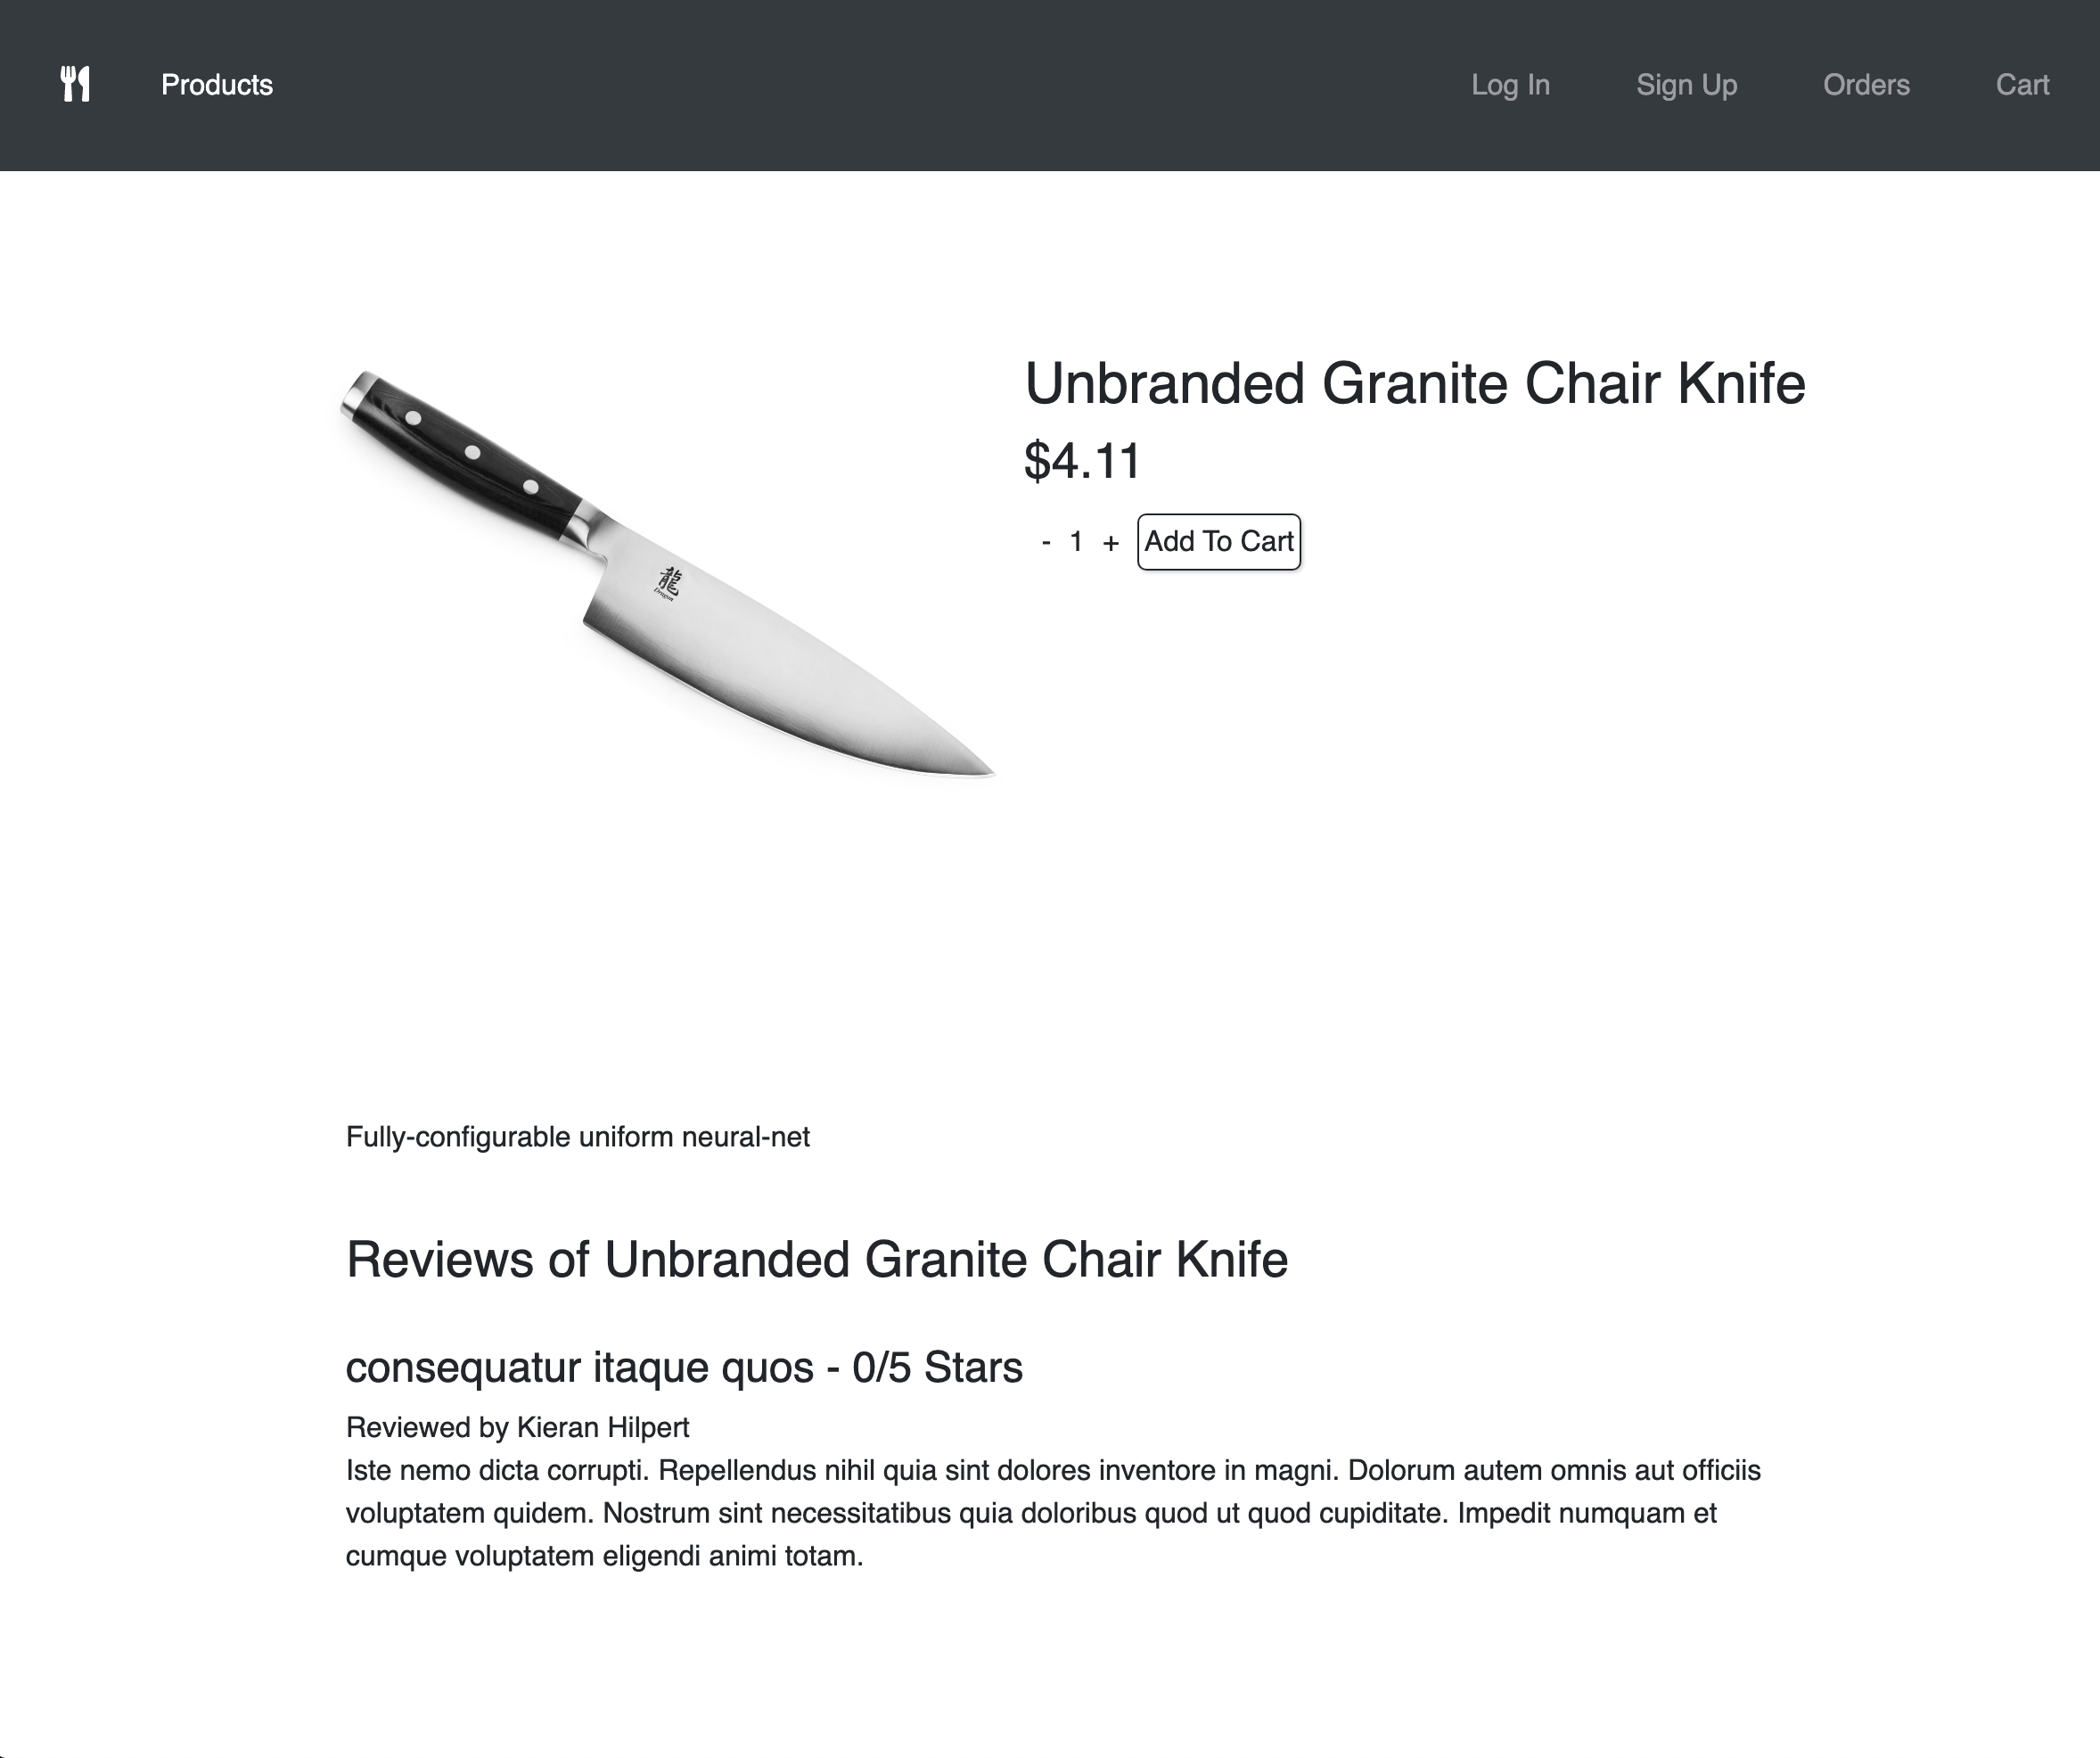 Products
Log In
Sign Up
Orders
Cart
Unbranded Granite Chair Knife
$4.11
- 1 + Add To Cart
龍
Dragon
Fully-configurable uniform neural-net
Reviews of Unbranded Granite Chair Knife
consequatur itaque quos - 0/5 Stars
Reviewed by Kieran Hilpert
Iste nemo dicta corrupti. Repellendus nihil quia sint dolores inventore in magni. Dolorum autem omnis aut officiis
voluptatem quidem. Nostrum sint necessitatibus quia doloribus quod ut quod cupiditate. Impedit numquam et
cumque voluptatem eligendi animi totam.